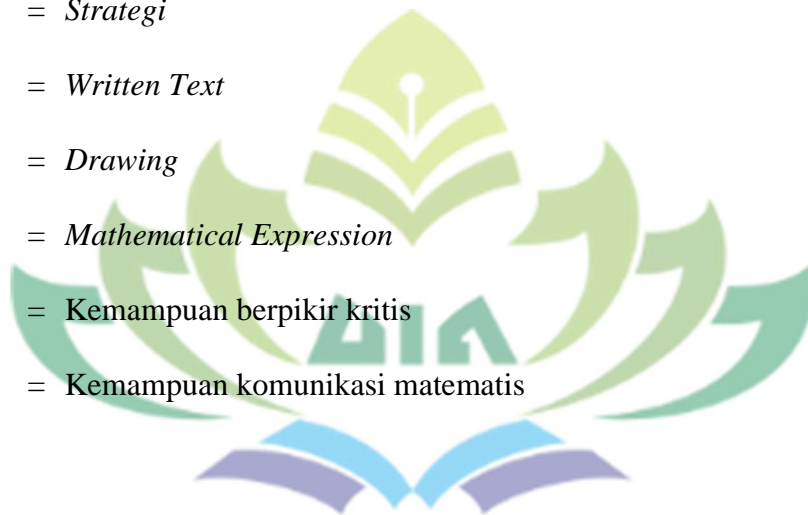 = Strategi
= Written Text
= Drawing
= Mathematical Expression
= Kemampuan berpikir kritis
= Kemampuan komunikasi matematis